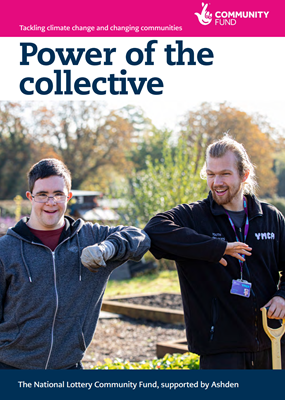 COMMUNITY
FUND
Tackling climate change and changing communities
Power of the
collective
YMCA
The National Lottery Community Fund, supported by Ashden